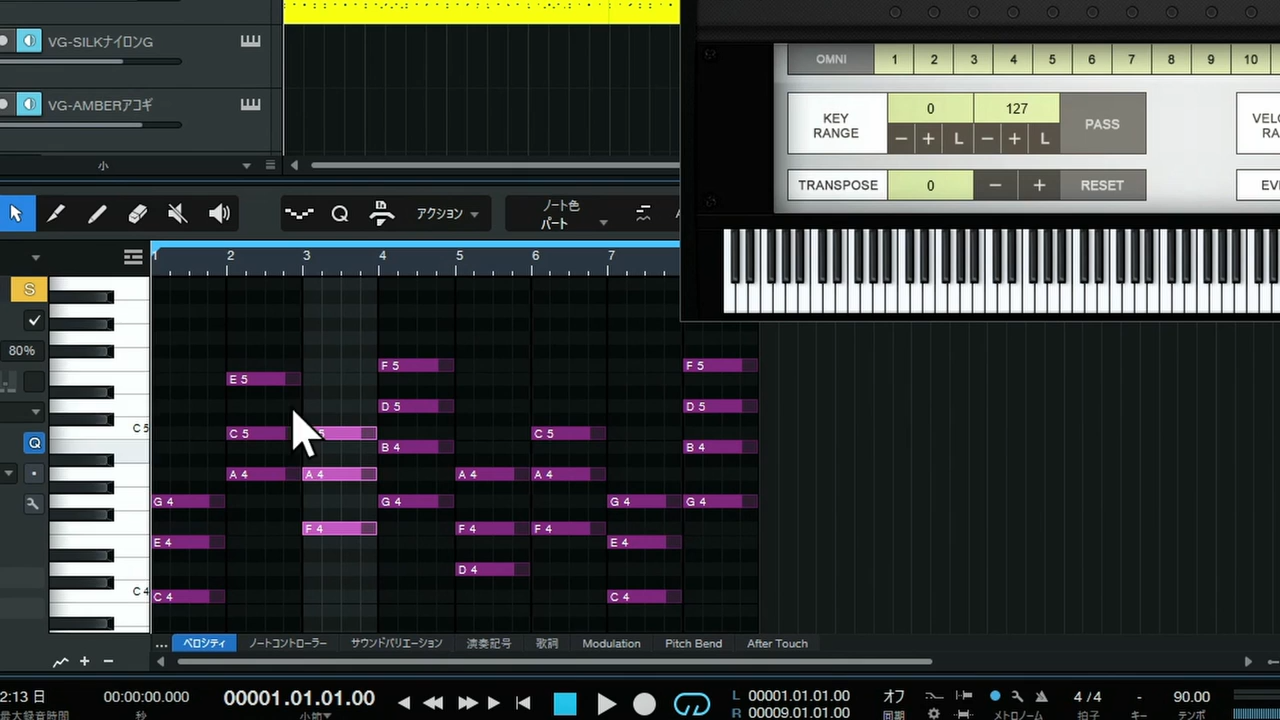 VG-SILKナイロンG
VG-AMBERアコギ
小
OMNI 1 2 3 4 5 6 7 8 9 10
KEY RANGE 0 127 PASS
− + L − + L
TRANSPOSE 0 − + RESET
Q アクション ノート色
パート
1 2 3 4 5 6 7
S
80%
Q
C 5
C 4
F 5 F 5
E 5
D 5 D 5
C 5 5 C 5
B 4 B 4
A 4 A 4 A 4 A 4
G 4 G 4 G 4 G 4
F 4 F 4 F 4
E 4 E 4
D 4
C 4 C 4
... ベロシティ ノートコントローラー サウンドバリエーション 演奏記号 歌詞 Modulation Pitch Bend After Touch
2:13 日 00:00:00.000 00001.01.01.00 L 00001.01.01.00 オフ 4 / 4 - 90.00
最大録音時間 秒 小節 R 00009.01.01.00 同期 メトロノーム 拍子 キー テンポ